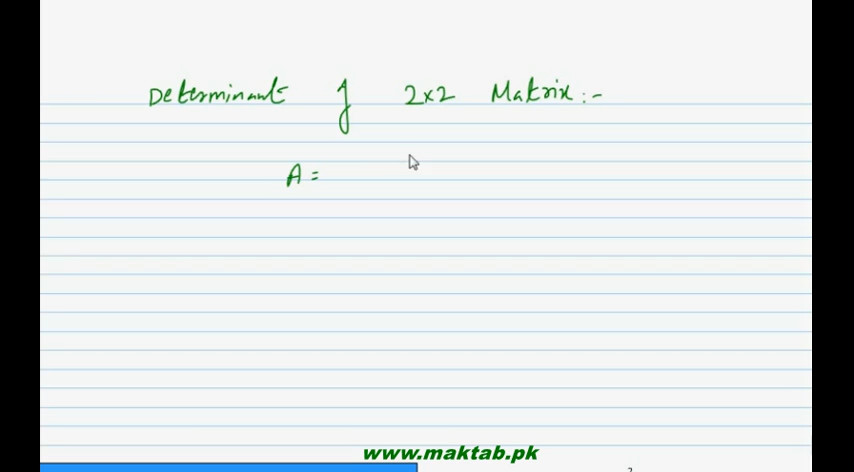 Determinant of 2x2 Matrix:-
A =
www.maktab.pk